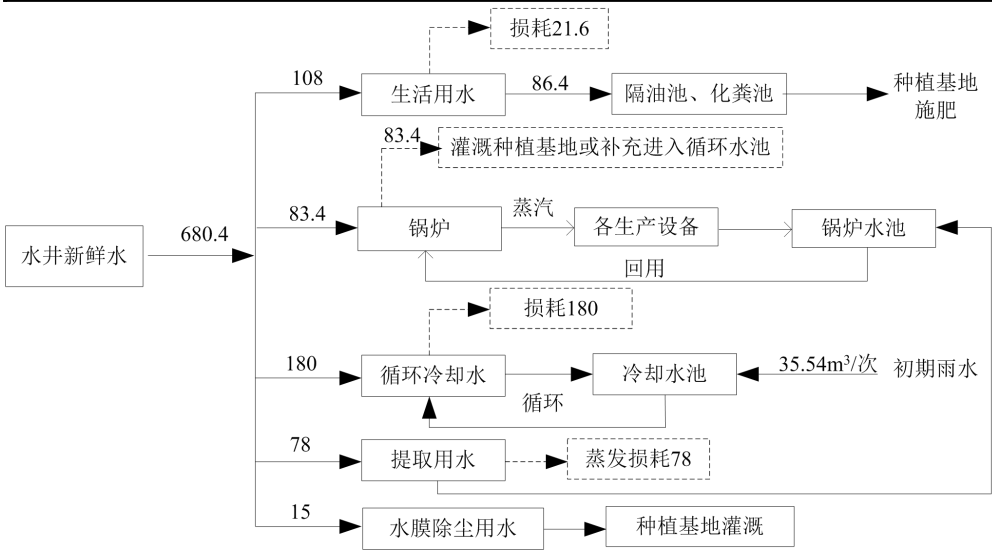 损耗21.6
108
生活用水
86.4
隔油池、化粪池
种植基地
施肥
83.4
灌溉种植基地或补充进入循环水池
水井新鲜水
680.4
83.4
锅炉
蒸汽
各生产设备
锅炉水池
回用
损耗180
180
循环冷却水
循环
冷却水池
35.54m³/次
初期雨水
78
提取用水
蒸发损耗78
15
水膜除尘用水
种植基地灌溉